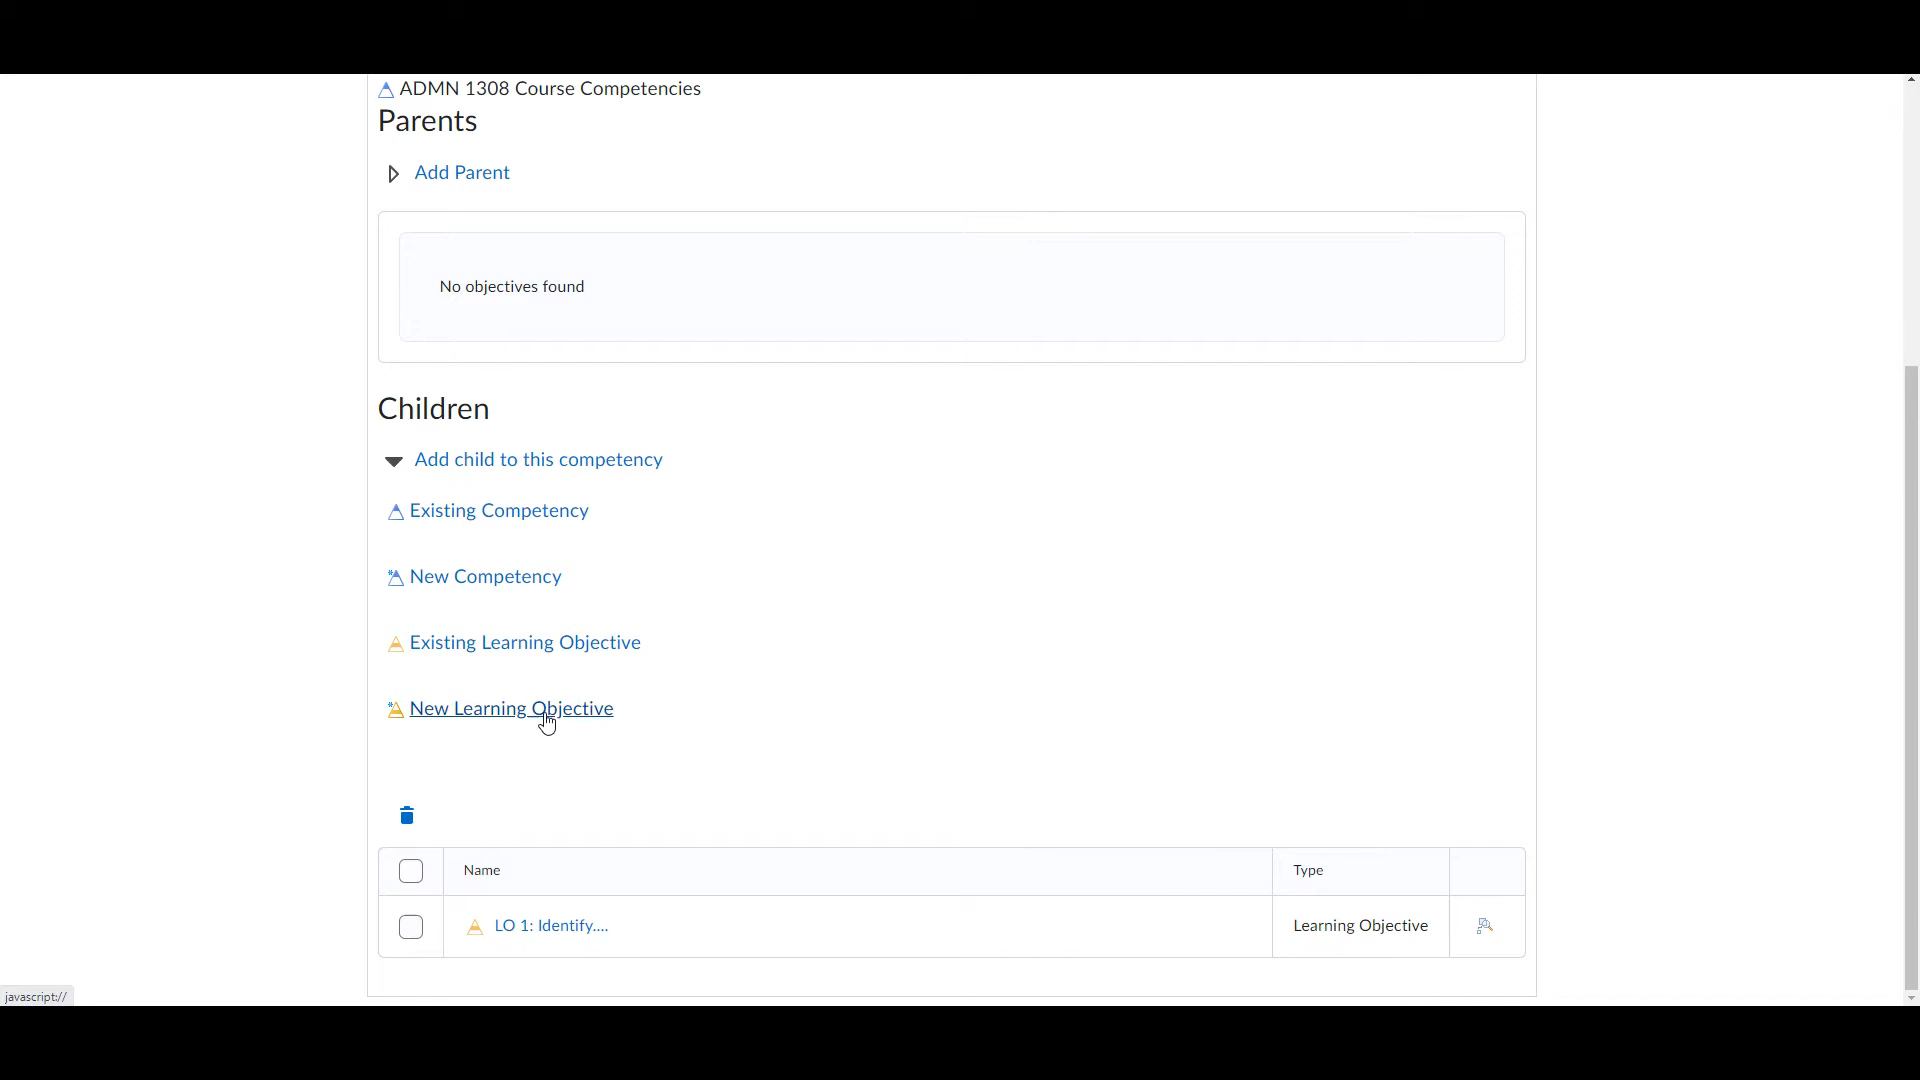 ADMN 1308 Course Competencies
Parents
Add Parent
No objectives found
Children
Add child to this competency
Existing Competency
New Competency
Existing Learning Objective
New Learning Objective
Name Type
LO 1: Identify.... Learning Objective
javascript://